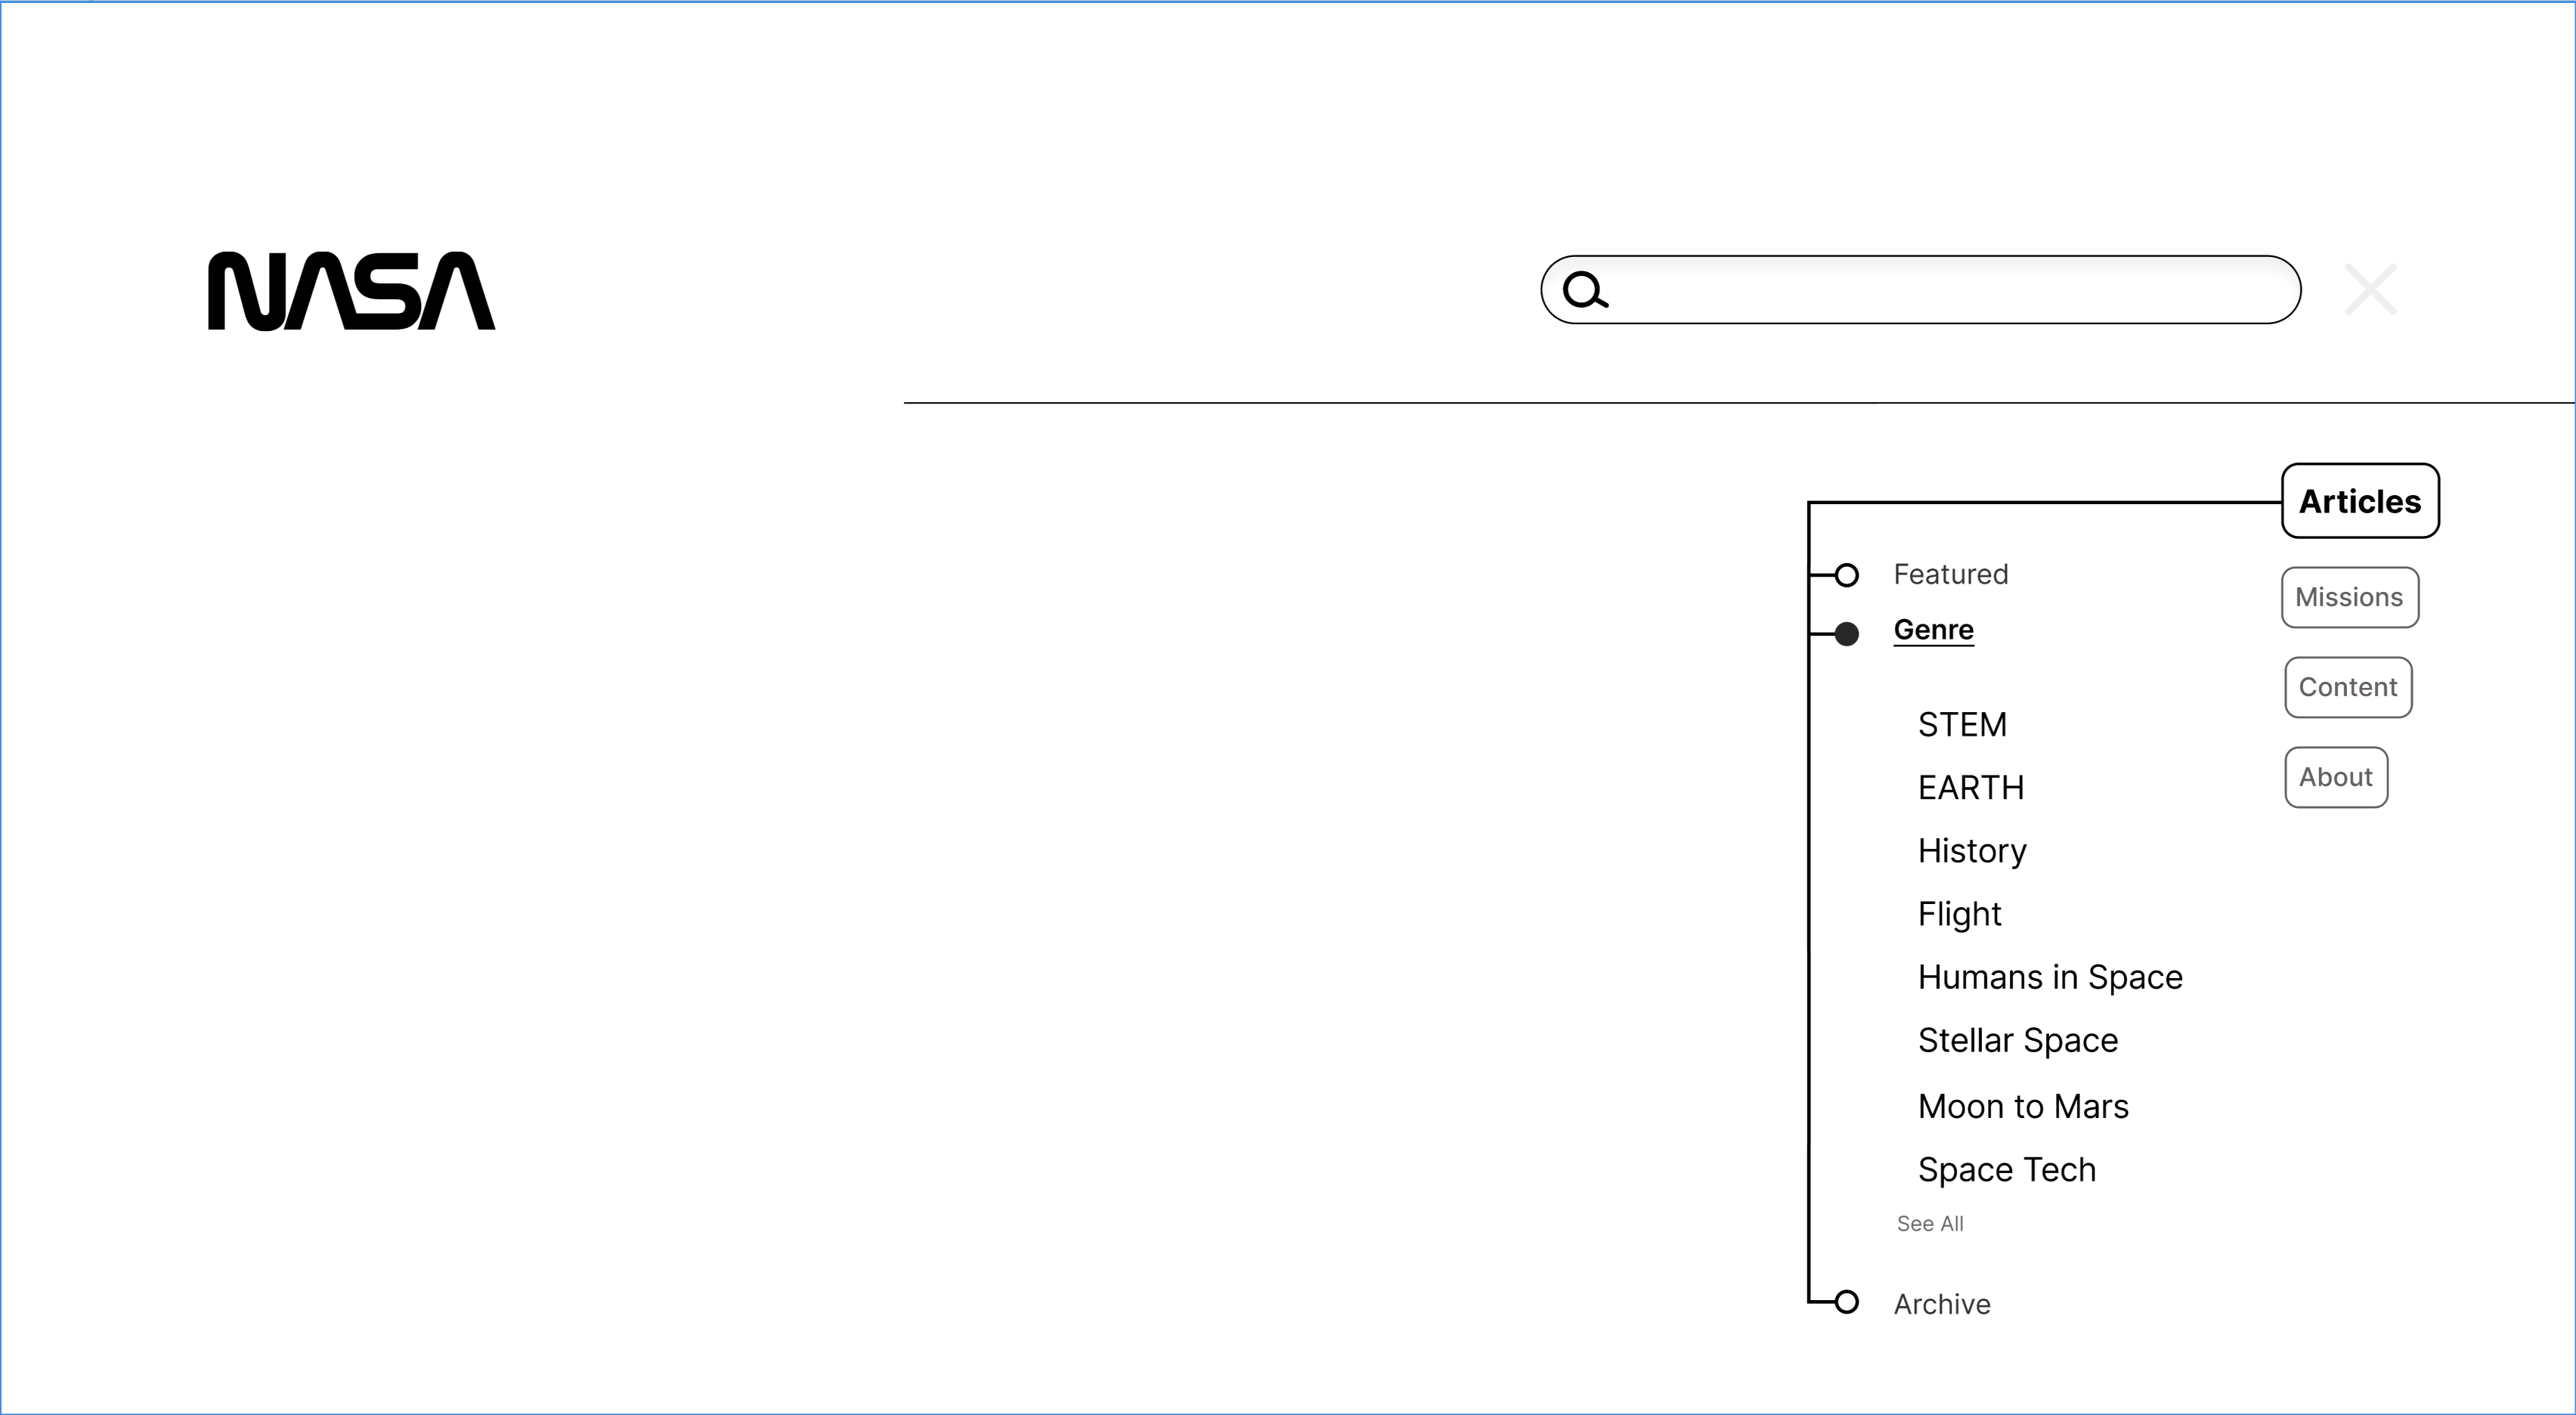 NASA
Articles
Featured
Missions
Genre
Content
STEM
About
EARTH
History
Flight
Humans in Space
Stellar Space
Moon to Mars
Space Tech
See All
Archive